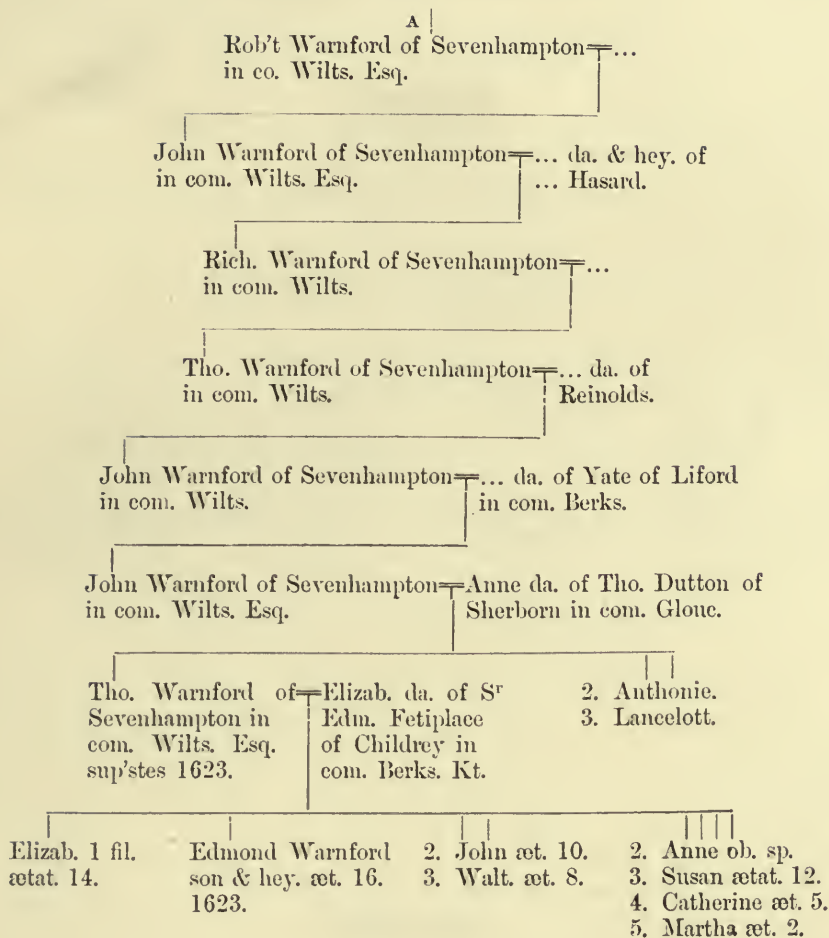 A
Rob't Warnford of Sevenhampton ...
in co. Wilts. Esq.
John Warnford of Sevenhampton ... da. & hey. of
in com. Wilts. Esq. ... Hasard.
Rich. Warnford of Sevenhampton ...
in com. Wilts.
Tho. Warnford of Sevenhampton ... da. of
in com. Wilts. Reinolds.
John Warnford of Sevenhampton ... da. of Yate of Liford
in com. Wilts. in com. Berks.
John Warnford of Sevenhampton Anne da. of Tho. Dutton of
in com. Wilts. Esq. Sherborn in com. Glouc.
Tho. Warnford of
Sevenhampton in
com. Wilts. Esq.
sup'stes 1623.
Elizab. da. of Sr
Edm. Fetiplace
of Childrey in
com. Berks. Kt.
2. Anthonie.
3. Lancelott.
Elizab. 1 fil.
ætat. 14.
Edmond Warnford
son & hey. æt. 16.
1623.
2. John æt. 10.
3. Walt. æt. 8.
2. Anne ob. sp.
3. Susan ætat. 12.
4. Catherine æt. 5.
5. Martha æt. 2.